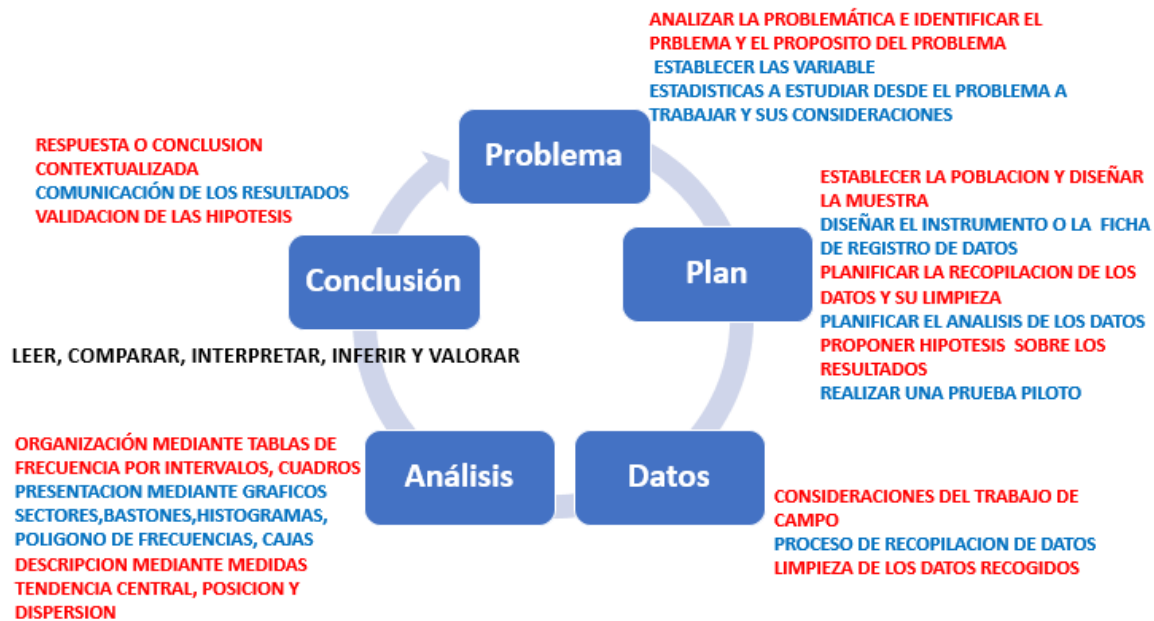 ANALIZAR LA PROBLEMÁTICA E IDENTIFICAR EL
PRBLEMA Y EL PROPOSITO DEL PROBLEMA
ESTABLECER LAS VARIABLE
ESTADISTICAS A ESTUDIAR DESDE EL PROBLEMA A
TRABAJAR Y SUS CONSIDERACIONES
Problema
ESTABLECER LA POBLACION Y DISEÑAR
LA MUESTRA
DISEÑAR EL INSTRUMENTO O LA FICHA
DE REGISTRO DE DATOS
PLANIFICAR LA RECOPILACION DE LOS
DATOS Y SU LIMPIEZA
PLANIFICAR EL ANALISIS DE LOS DATOS
PROPONER HIPOTESIS SOBRE LOS
RESULTADOS
REALIZAR UNA PRUEBA PILOTO
Plan
Datos
CONSIDERACIONES DEL TRABAJO DE
CAMPO
PROCESO DE RECOPILACION DE DATOS
LIMPIEZA DE LOS DATOS RECOGIDOS
Análisis
ORGANIZACIÓN MEDIANTE TABLAS DE
FRECUENCIA POR INTERVALOS, CUADROS
PRESENTACION MEDIANTE GRAFICOS
SECTORES,BASTONES,HISTOGRAMAS,
POLIGONO DE FRECUENCIAS, CAJAS
DESCRIPCION MEDIANTE MEDIDAS
TENDENCIA CENTRAL, POSICION Y
DISPERSION
LEER, COMPARAR, INTERPRETAR, INFERIR Y VALORAR
Conclusión
RESPUESTA O CONCLUSION
CONTEXTUALIZADA
COMUNICACIÓN DE LOS RESULTADOS
VALIDACION DE LAS HIPOTESIS